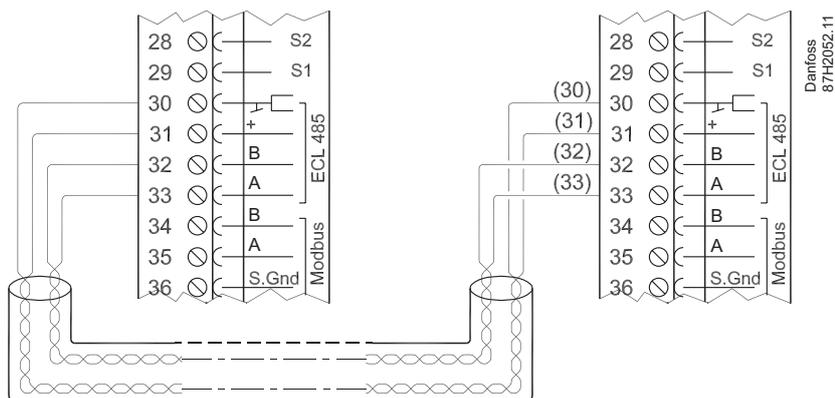 28 S2
29 S1
30
31 +
32 B
33 A
ECL 485
34 B
35 A
36 S.Gnd
Modbus
(30)
(31)
(32)
(33)
28 S2
29 S1
30
31 +
32 B
33 A
ECL 485
34 B
35 A
36 S.Gnd
Modbus
Danfoss
87H2052.11